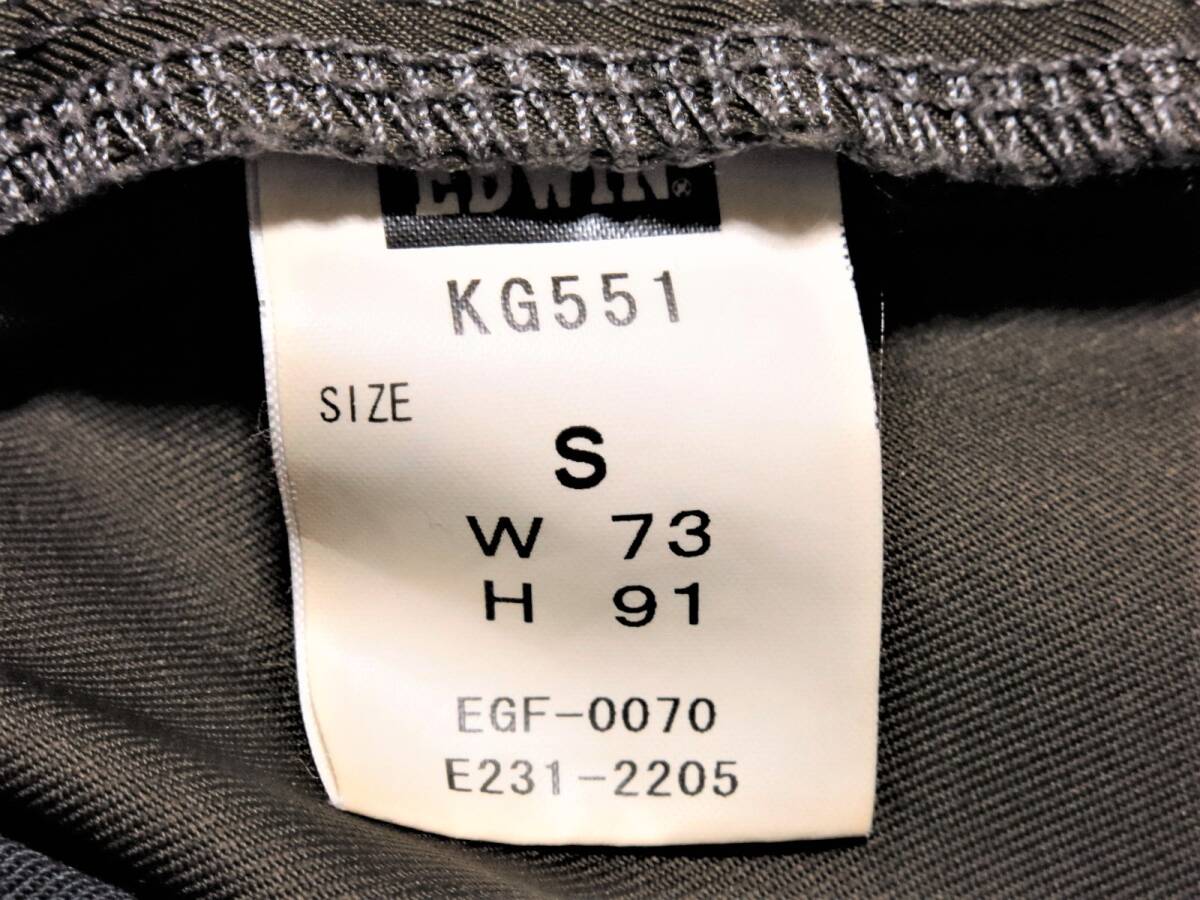 EDWIN
KG551
SIZE
S
W 73
H 91
EGF-0070
E231-2205